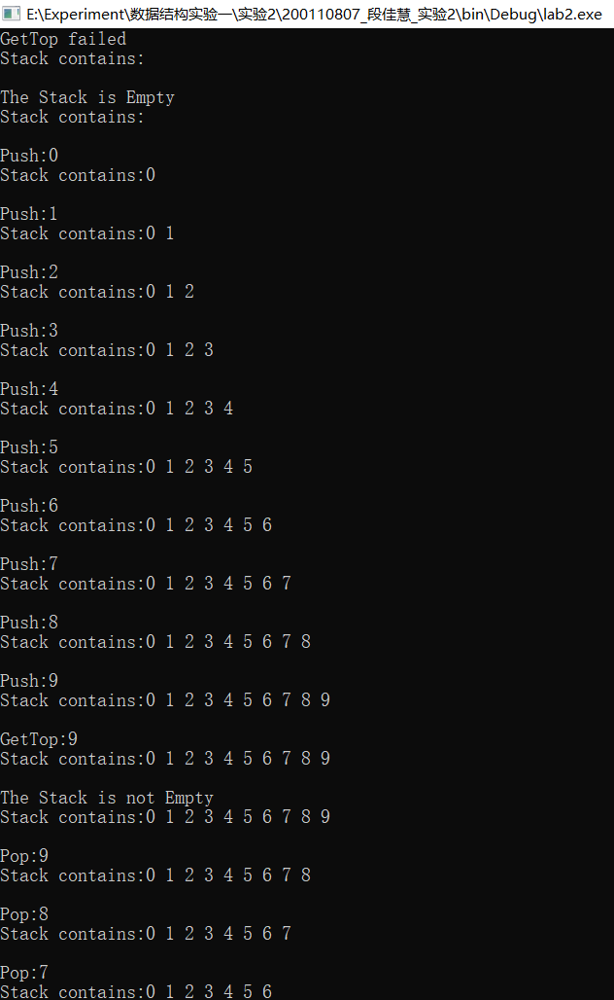 E:\Experiment\数据结构实验一\实验2\200110807_段佳慧_实验2\bin\Debug\lab2.exe
GetTop failed
Stack contains:
The Stack is Empty
Stack contains:
Push:0
Stack contains:0
Push:1
Stack contains:0 1
Push:2
Stack contains:0 1 2
Push:3
Stack contains:0 1 2 3
Push:4
Stack contains:0 1 2 3 4
Push:5
Stack contains:0 1 2 3 4 5
Push:6
Stack contains:0 1 2 3 4 5 6
Push:7
Stack contains:0 1 2 3 4 5 6 7
Push:8
Stack contains:0 1 2 3 4 5 6 7 8
Push:9
Stack contains:0 1 2 3 4 5 6 7 8 9
GetTop:9
Stack contains:0 1 2 3 4 5 6 7 8 9
The Stack is not Empty
Stack contains:0 1 2 3 4 5 6 7 8 9
Pop:9
Stack contains:0 1 2 3 4 5 6 7 8
Pop:8
Stack contains:0 1 2 3 4 5 6 7
Pop:7
Stack contains:0 1 2 3 4 5 6